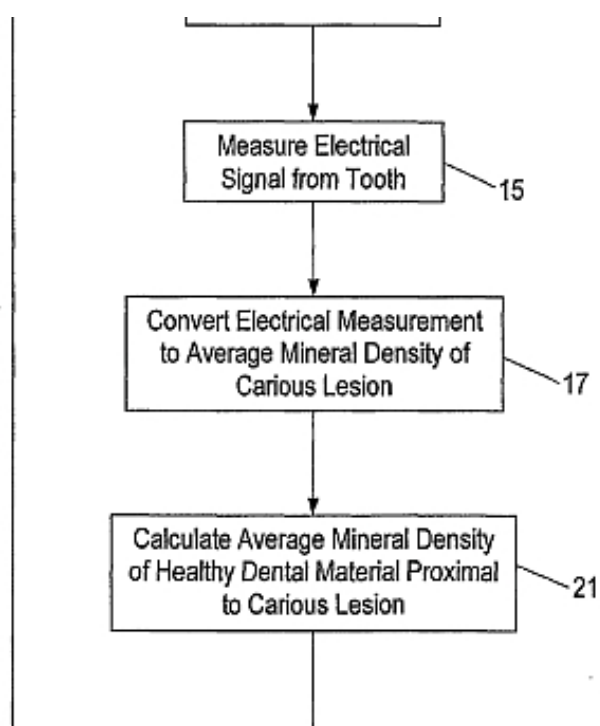 Measure Electrical
Signal from Tooth
15
Convert Electrical Measurement
to Average Mineral Density of
Carious Lesion
17
Calculate Average Mineral Density
of Healthy Dental Material Proximal
to Carious Lesion
21